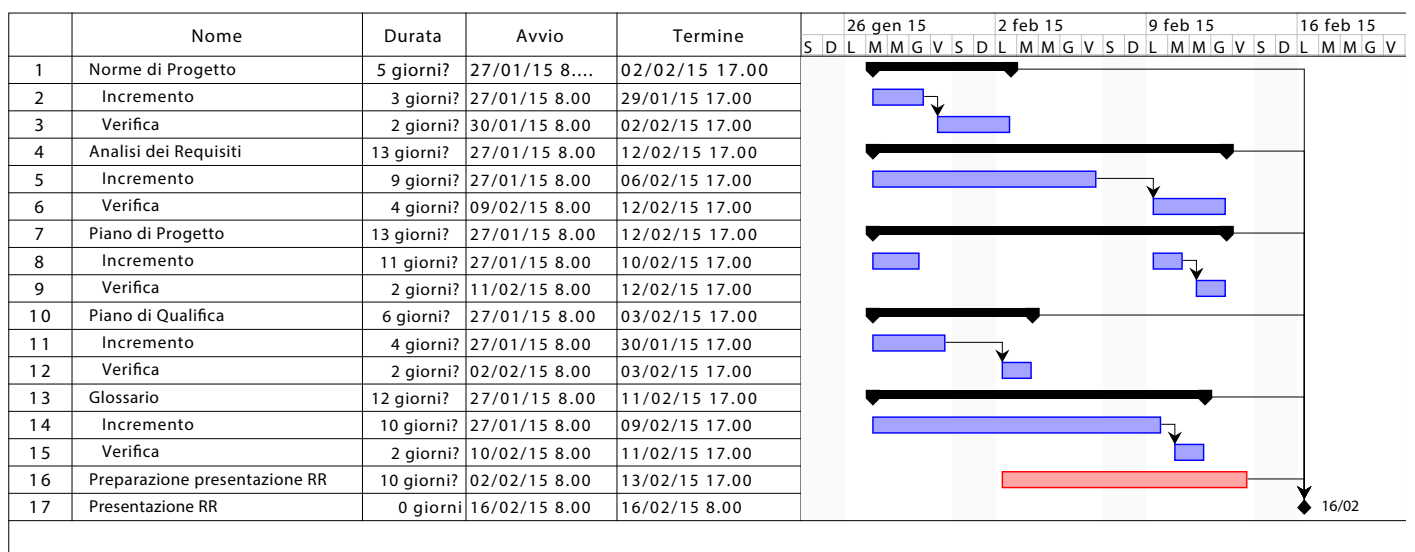 26 gen 15 2 feb 15 9 feb 15 16 feb 15
Nome Durata Avvio Termine
S D L M M G V S D L M M G V S D L M M G V S D L M M G V
1 Norme di Progetto 5 giorni? 27/01/15 8.... 02/02/15 17.00
2 Incremento 3 giorni? 27/01/15 8.00 29/01/15 17.00
3 Verifica 2 giorni? 30/01/15 8.00 02/02/15 17.00
4 Analisi dei Requisiti 13 giorni? 27/01/15 8.00 12/02/15 17.00
5 Incremento 9 giorni? 27/01/15 8.00 06/02/15 17.00
6 Verifica 4 giorni? 09/02/15 8.00 12/02/15 17.00
7 Piano di Progetto 13 giorni? 27/01/15 8.00 12/02/15 17.00
8 Incremento 11 giorni? 27/01/15 8.00 10/02/15 17.00
9 Verifica 2 giorni? 11/02/15 8.00 12/02/15 17.00
10 Piano di Qualifica 6 giorni? 27/01/15 8.00 03/02/15 17.00
11 Incremento 4 giorni? 27/01/15 8.00 30/01/15 17.00
12 Verifica 2 giorni? 02/02/15 8.00 03/02/15 17.00
13 Glossario 12 giorni? 27/01/15 8.00 11/02/15 17.00
14 Incremento 10 giorni? 27/01/15 8.00 09/02/15 17.00
15 Verifica 2 giorni? 10/02/15 8.00 11/02/15 17.00
16 Preparazione presentazione RR 10 giorni? 02/02/15 8.00 13/02/15 17.00
17 Presentazione RR 0 giorni 16/02/15 8.00 16/02/15 8.00 16/02